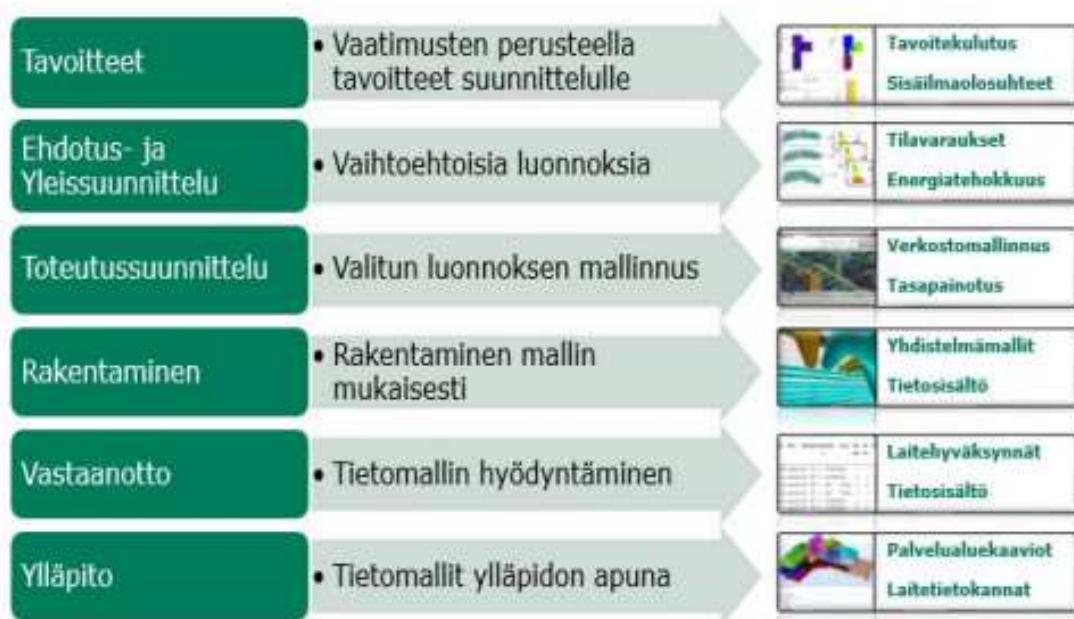 Tavoitteet
• Vaatimusten perusteella
tavoitteet suunnittelulle
Tavoitekulutus
Sisäilmaolosuhteet
Ehdotus- ja
Yleissuunnittelu
• Vaihtoehtoisia luonnoksia
Tilavaraukset
Energiatehokkuus
Toteutussuunnittelu
• Valitun luonnoksen mallinnus
Verkostomallinnus
Tasapainotus
Rakentaminen
• Rakentaminen mallin
mukaisesti
Yhdistelmämallit
Tietosisältö
Vastaanotto
• Tietomallin hyödyntäminen
Laitehyväksynnät
Tietosisältö
Ylläpito
• Tietomallit ylläpidon apuna
Palvelualuekaaviot
Laitetietokannat